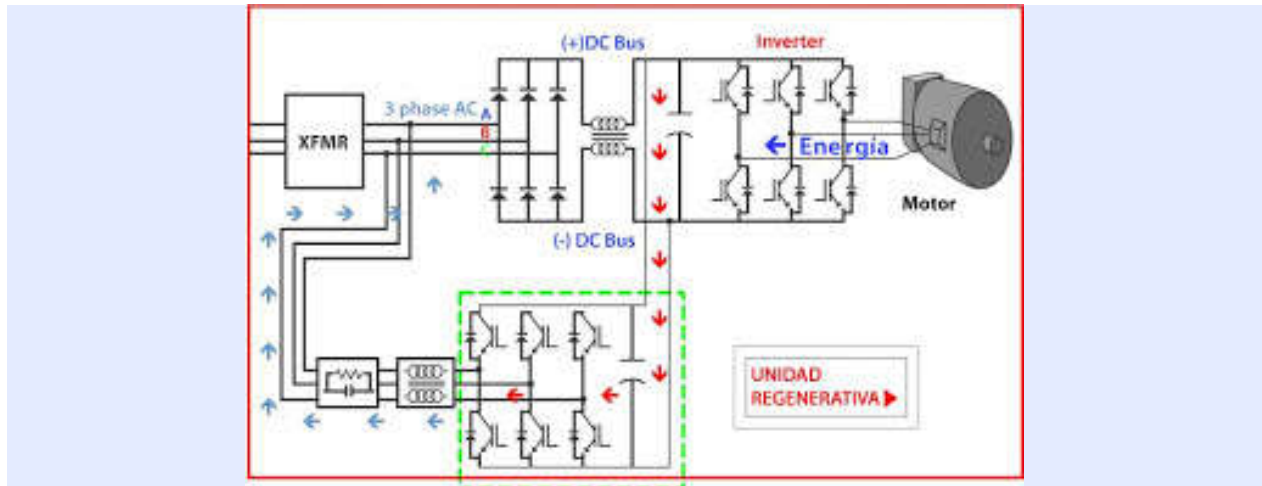 (+)DC Bus
Inverter
3 phase AC A
B
C
XFMR
Energía
Motor
(-) DC Bus
UNIDAD
REGENERATIVA